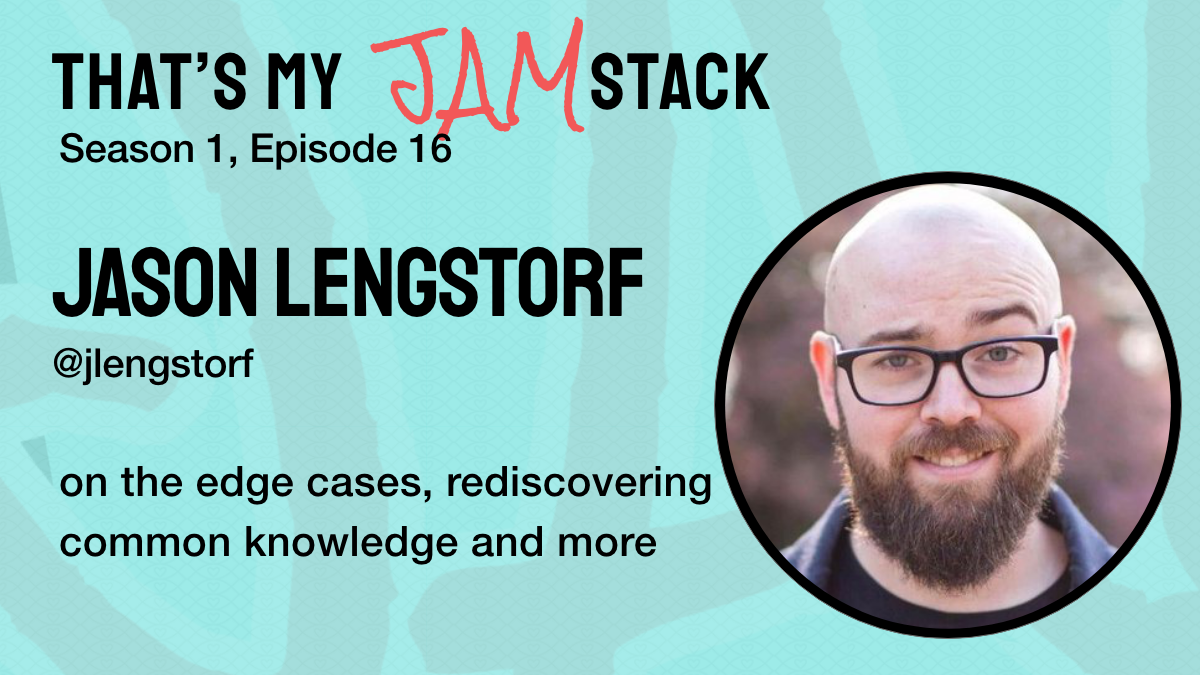 THAT'S MY JAMSTACK
Season 1, Episode 16
JASON LENGSTORF
@jlengstorf
on the edge cases, rediscovering
common knowledge and more